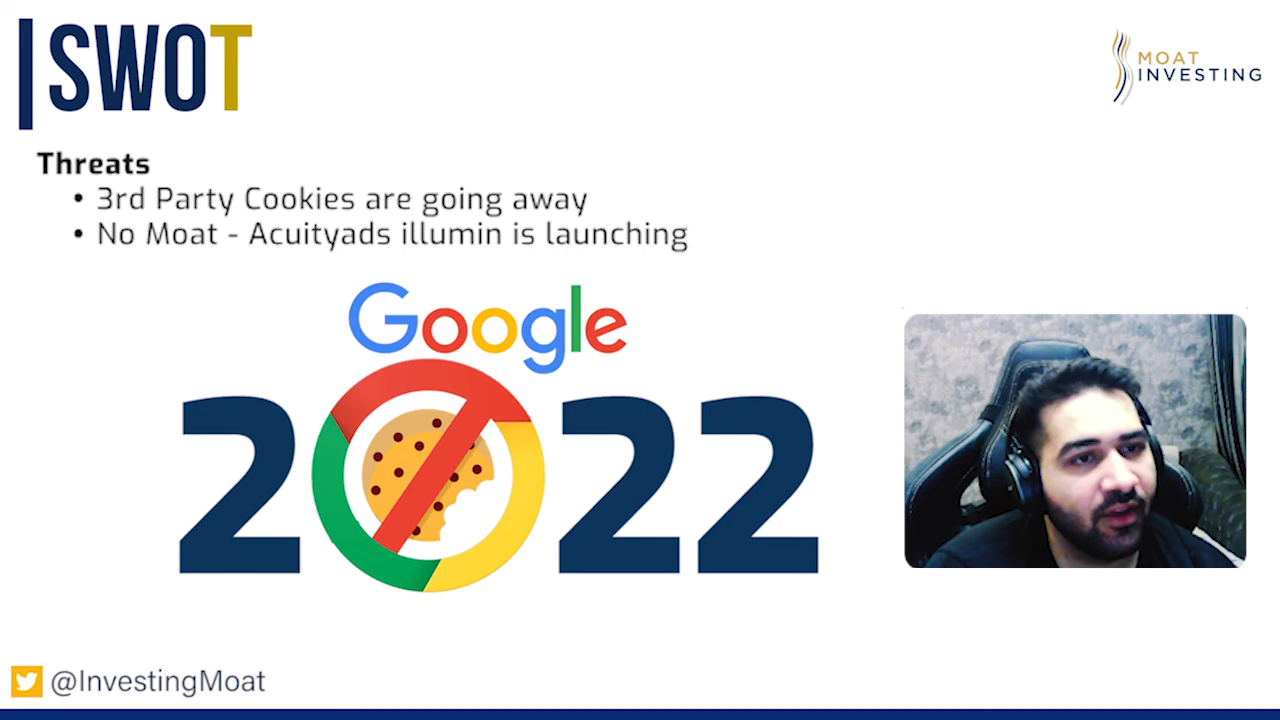 SWOT
MOAT
INVESTING
Threats
• 3rd Party Cookies are going away
• No Moat - Acuityads illumin is launching
Google
2022
@InvestingMoat